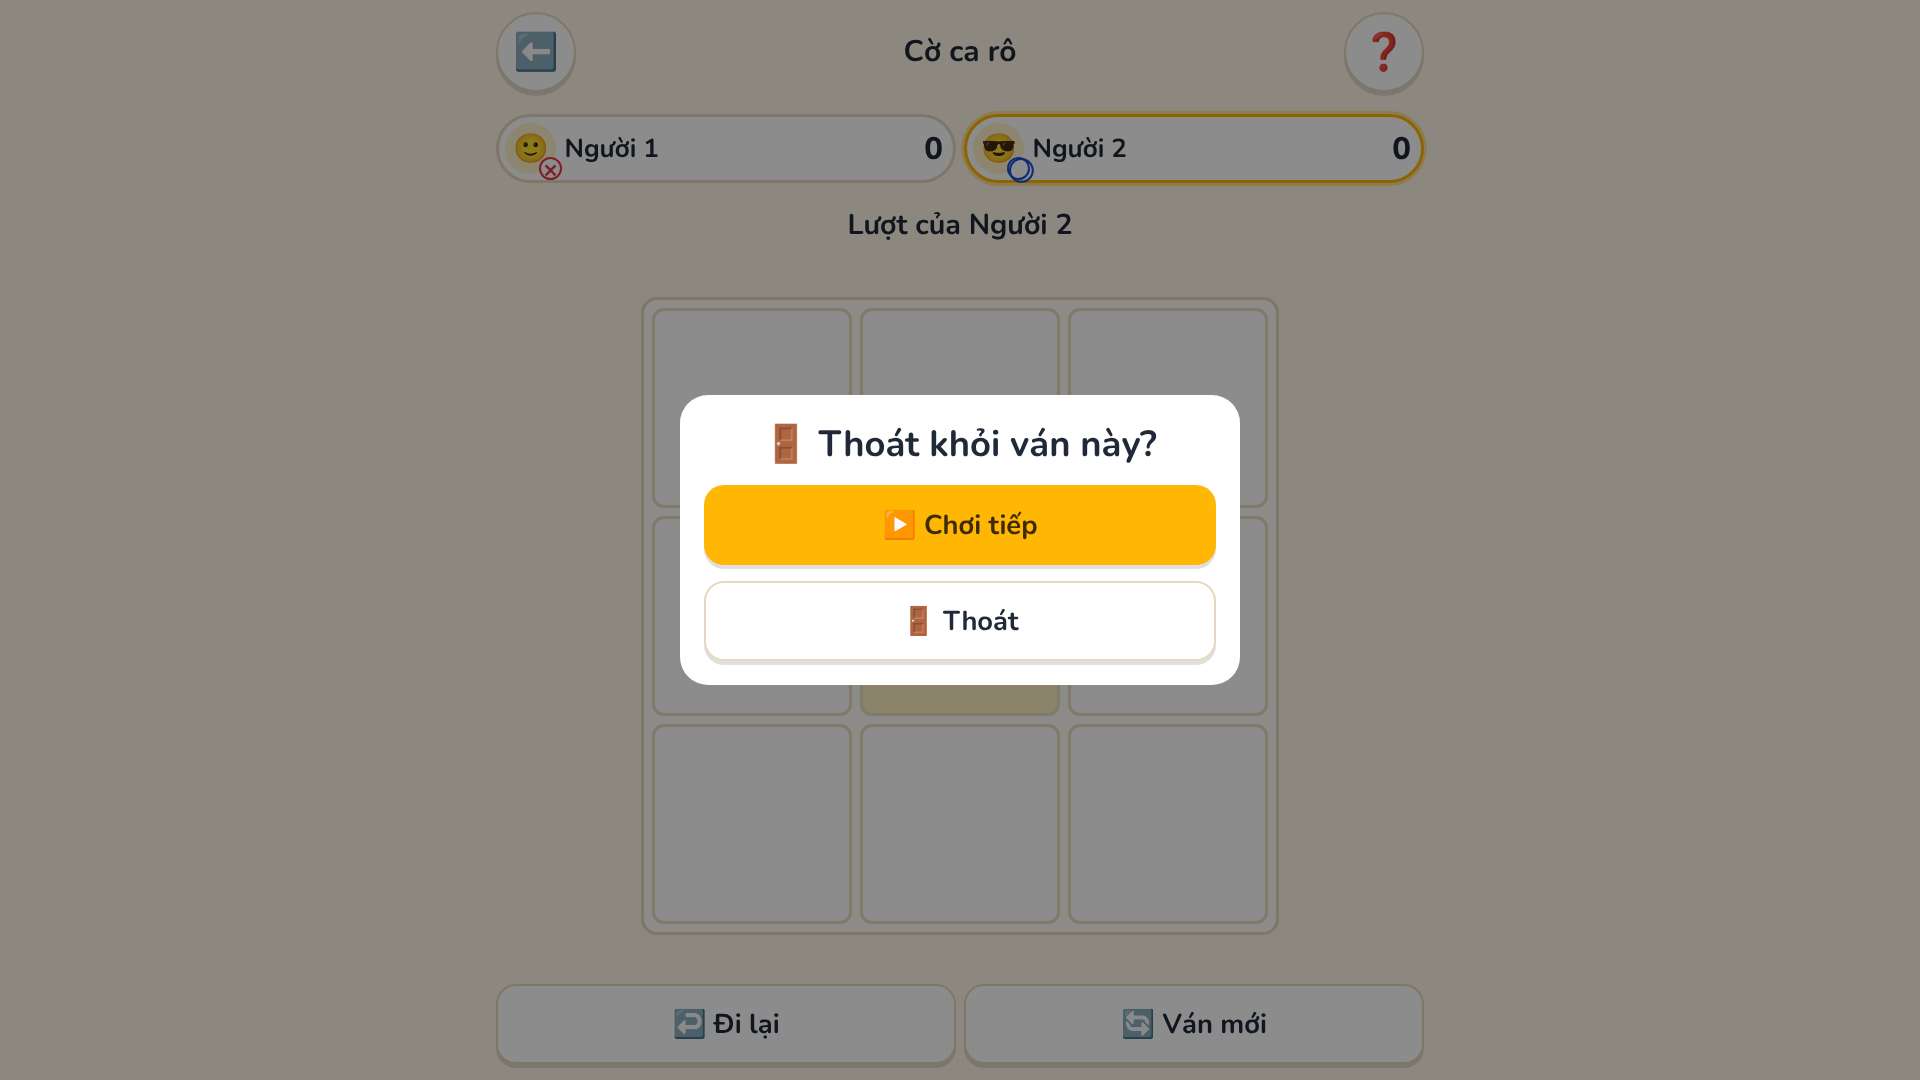 Cờ ca rô
Người 1 0
Người 2 0
Lượt của Người 2
Thoát khỏi ván này?
Chơi tiếp
Thoát
Đi lại
Ván mới